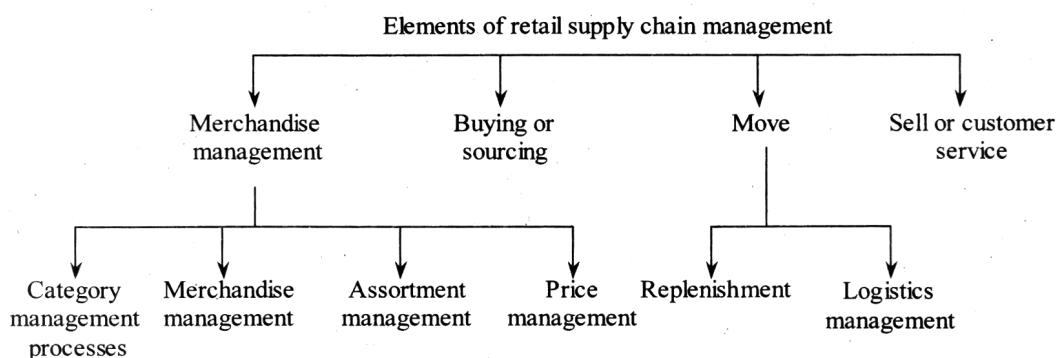 Elements of retail supply chain management
Merchandise
management
Buying or
sourcing
Move
Sell or customer
service
Category
management
processes
Merchandise
management
Assortment
management
Price
management
Replenishment
Logistics
management